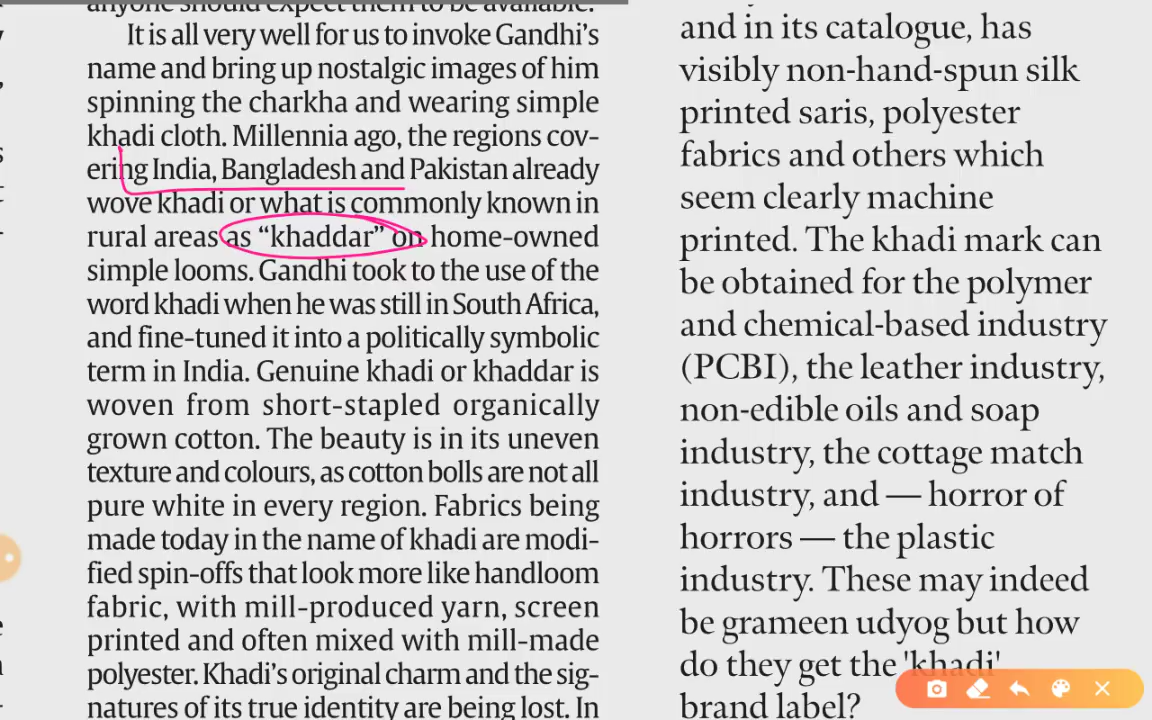 anyone should expect them to be available.
It is all very well for us to invoke Gandhi’s
name and bring up nostalgic images of him
spinning the charkha and wearing simple
khadi cloth. Millennia ago, the regions cov-
ering India, Bangladesh and Pakistan already
wove khadi or what is commonly known in
rural areas as “khaddar” on home-owned
simple looms. Gandhi took to the use of the
word khadi when he was still in South Africa,
and fine-tuned it into a politically symbolic
term in India. Genuine khadi or khaddar is
woven from short-stapled organically
grown cotton. The beauty is in its uneven
texture and colours, as cotton bolls are not all
pure white in every region. Fabrics being
made today in the name of khadi are modi-
fied spin-offs that look more like handloom
fabric, with mill-produced yarn, screen
printed and often mixed with mill-made
polyester. Khadi’s original charm and the sig-
natures of its true identity are being lost. In
and in its catalogue, has
visibly non-hand-spun silk
printed saris, polyester
fabrics and others which
seem clearly machine
printed. The khadi mark can
be obtained for the polymer
and chemical-based industry
(PCBI), the leather industry,
non-edible oils and soap
industry, the cottage match
industry, and — horror of
horrors — the plastic
industry. These may indeed
be grameen udyog but how
do they get the 'khadi'
brand label?